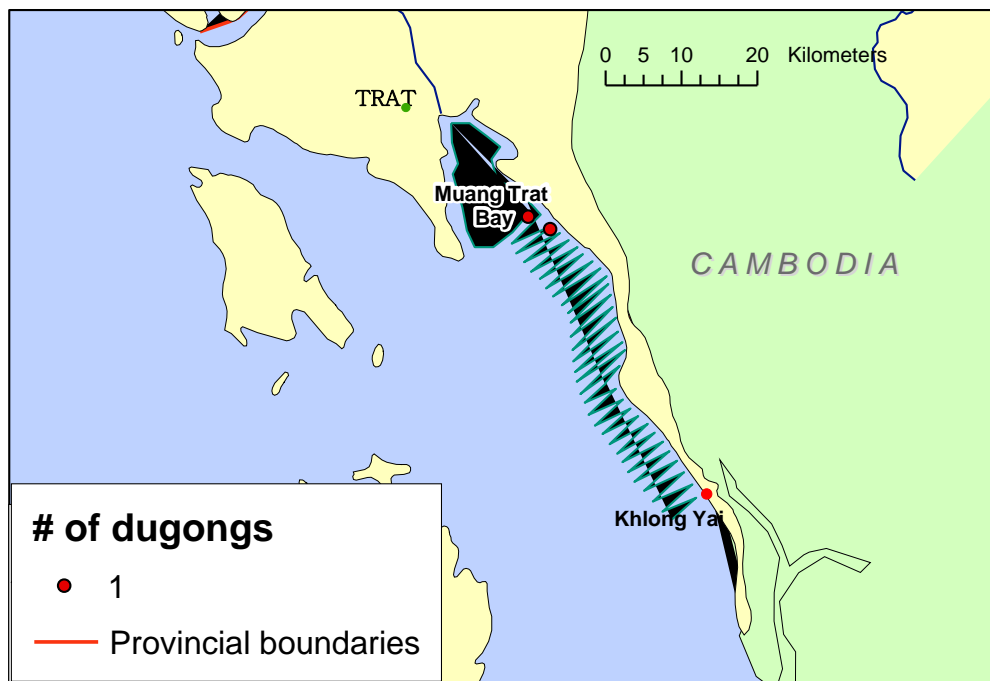 0 5 10 20 Kilometers
TRAT
Muang Trat
Bay
CAMBODIA
Khlong Yai
# of dugongs
1
Provincial boundaries